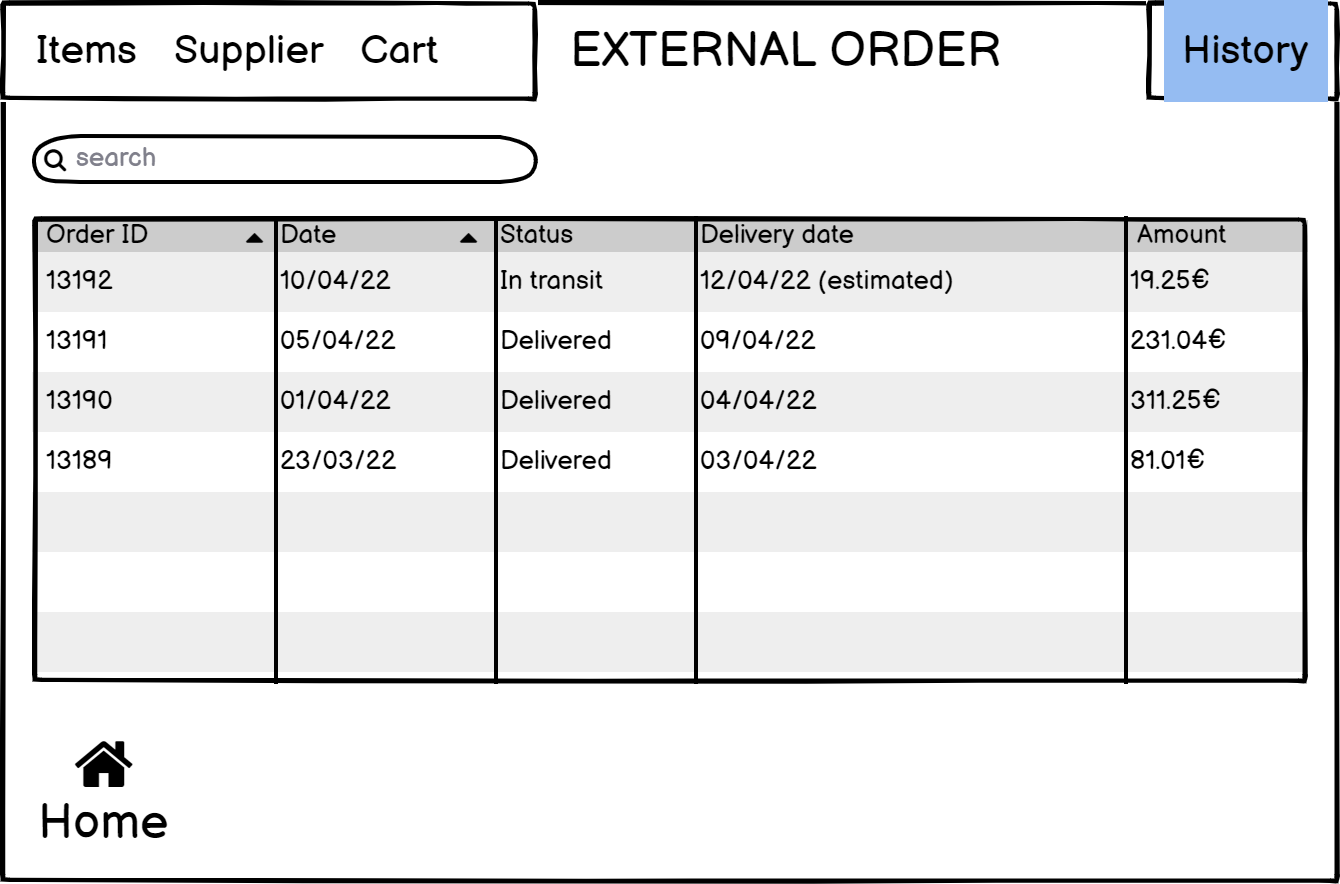 Items Supplier Cart EXTERNAL ORDER History
search
Order ID Date Status Delivery date Amount
13192 10/04/22 In transit 12/04/22 (estimated) 19.25€
13191 05/04/22 Delivered 09/04/22 231.04€
13190 01/04/22 Delivered 04/04/22 311.25€
13189 23/03/22 Delivered 03/04/22 81.01€
Home